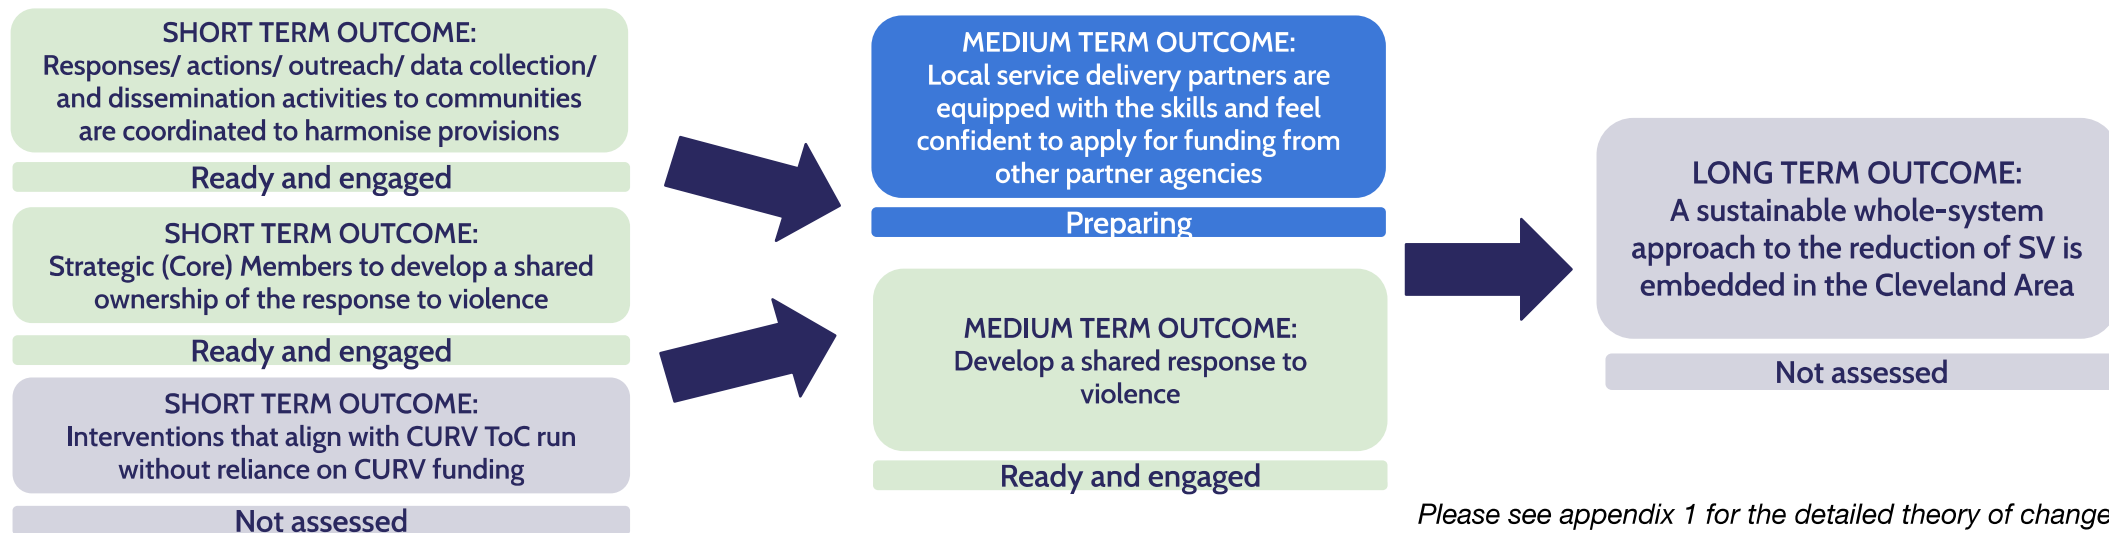 SHORT TERM OUTCOME:
Responses/ actions/ outreach/ data collection/
and dissemination activities to communities
are coordinated to harmonise provisions
Ready and engaged
SHORT TERM OUTCOME:
Strategic (Core) Members to develop a shared
ownership of the response to violence
Ready and engaged
SHORT TERM OUTCOME:
Interventions that align with CURV ToC run
without reliance on CURV funding
Not assessed
MEDIUM TERM OUTCOME:
Local service delivery partners are
equipped with the skills and feel
confident to apply for funding from
other partner agencies
Preparing
MEDIUM TERM OUTCOME:
Develop a shared response to
violence
Ready and engaged
LONG TERM OUTCOME:
A sustainable whole-system
approach to the reduction of SV is
embedded in the Cleveland Area
Not assessed
Please see appendix 1 for the detailed theory of change